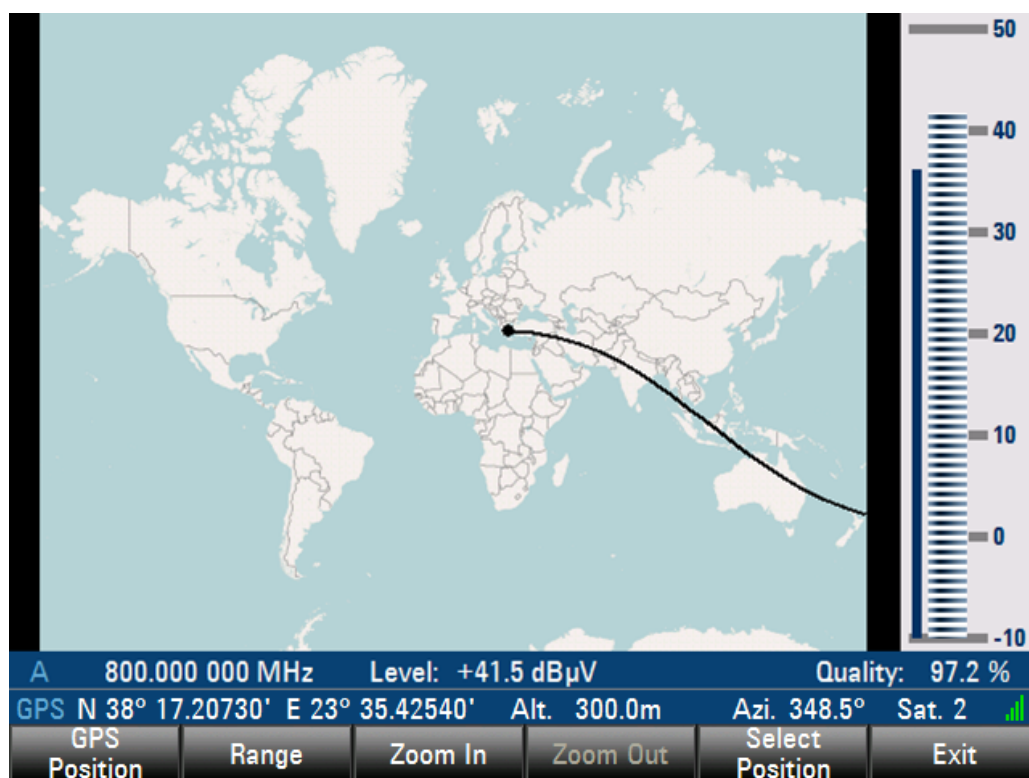 50
40
30
20
10
0
-10
A 800.000 000 MHz Level: +41.5 dBµV Quality: 97.2 %
GPS N 38° 17.20730' E 23° 35.42540' Alt. 300.0m Azi. 348.5° Sat. 2
GPS Position Range Zoom In Zoom Out Select Position Exit